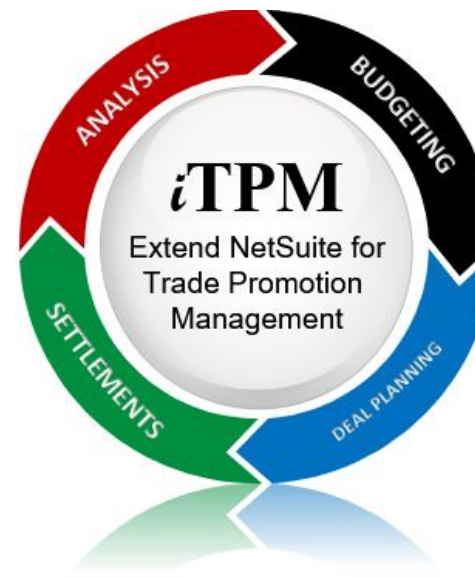 ANALYSIS
BUDGETING
iTPM
Extend NetSuite for
Trade Promotion
Management
SETTLEMENTS
DEAL PLANNING